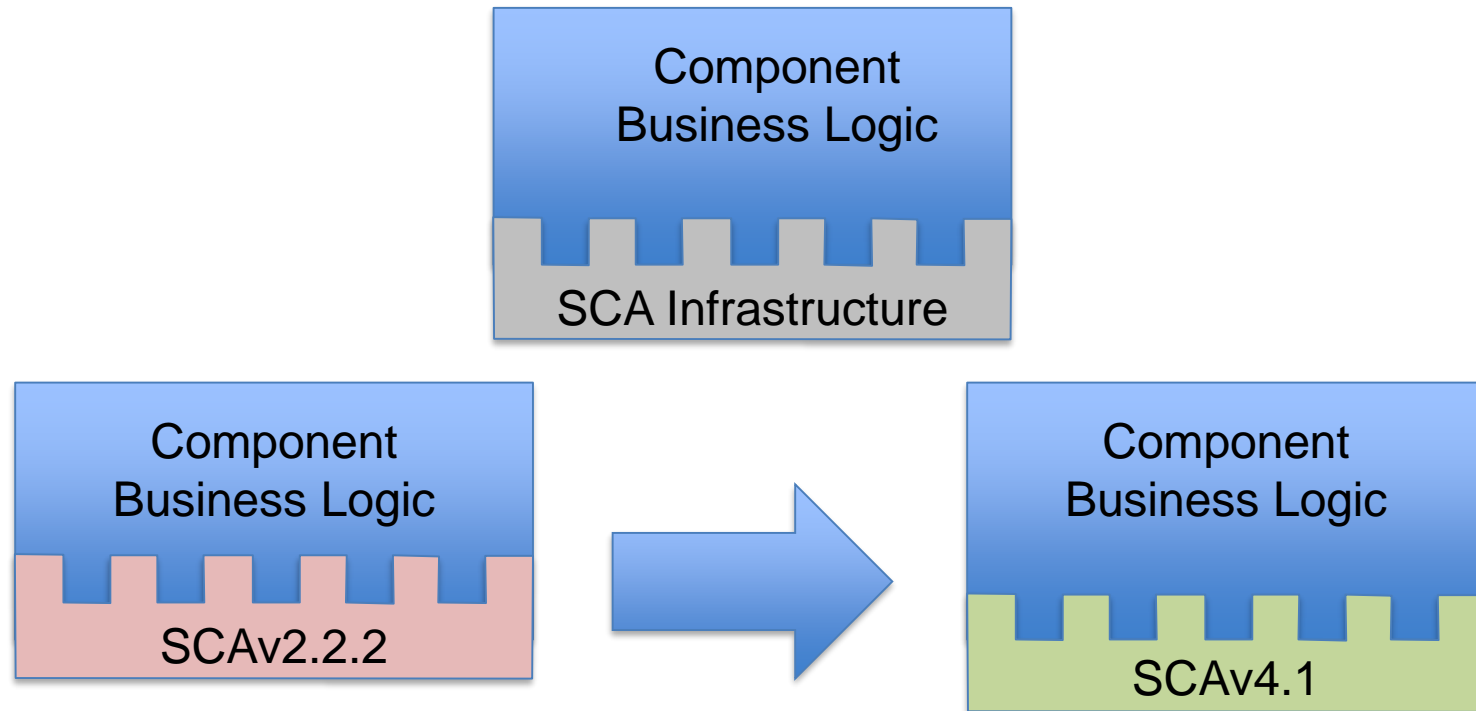 Component
Business Logic
SCA Infrastructure
Component
Business Logic
SCAv2.2.2
Component
Business Logic
SCAv4.1